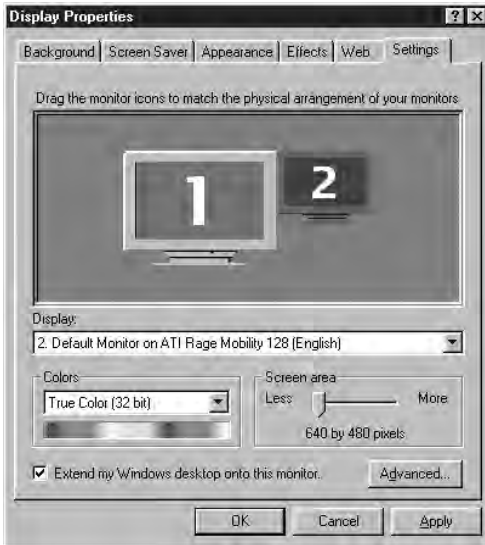 Display Properties
Background Screen Saver Appearance Effects Web Settings
Drag the monitor icons to match the physical arrangement of your monitors
1 2
Display:
2. Default Monitor on ATI Rage Mobility 128 (English)
Colors Screen area
True Color (32 bit) Less More
640 by 480 pixels
Extend my Windows desktop onto this monitor. Advanced...
OK Cancel Apply